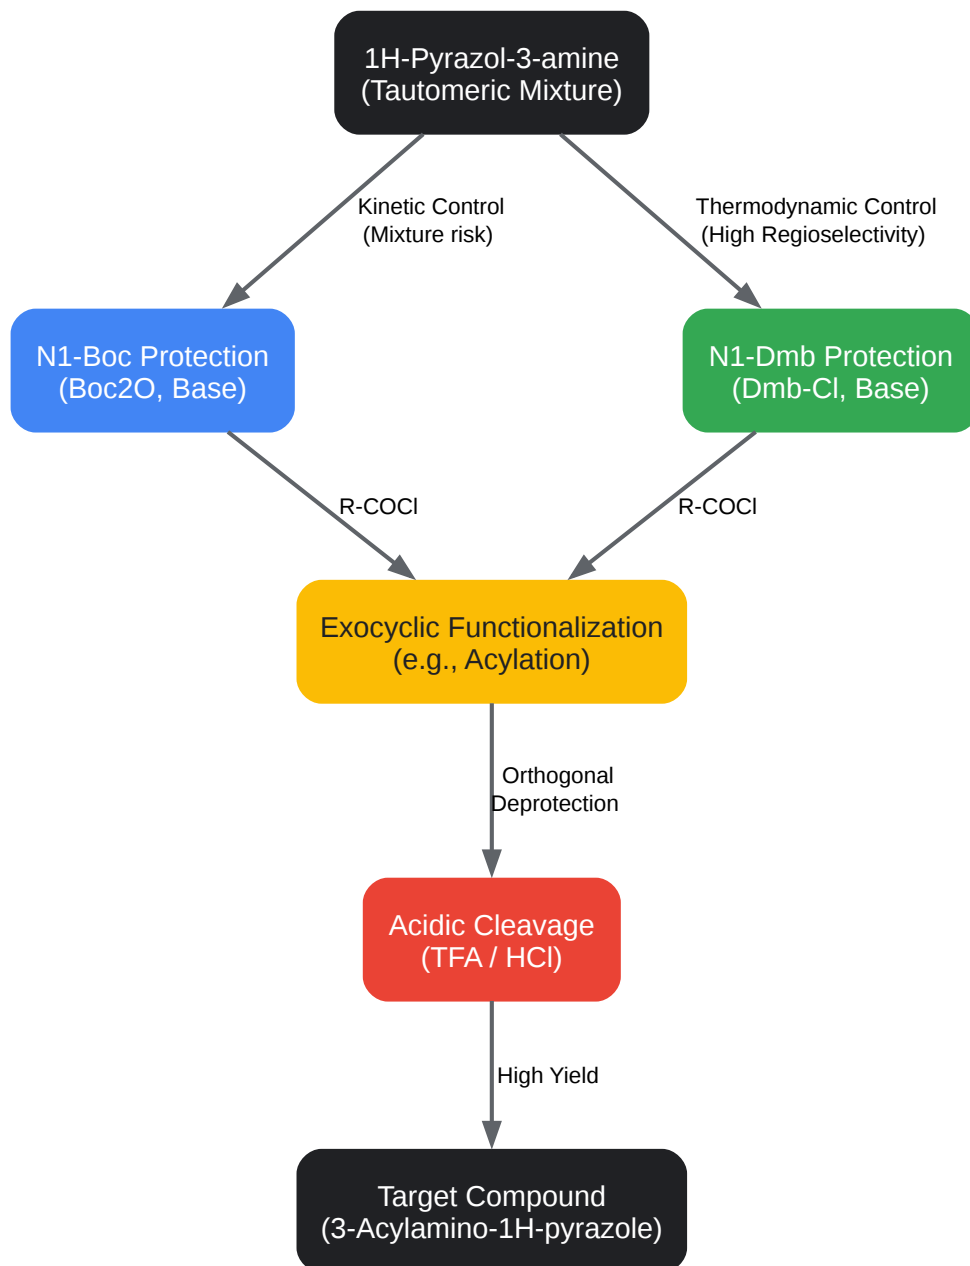 1H-Pyrazol-3-amine
(Tautomeric Mixture)
Kinetic Control
(Mixture risk)
Thermodynamic Control
(High Regioselectivity)
N1-Boc Protection
(Boc2O, Base)
N1-Dmb Protection
(Dmb-Cl, Base)
R-COCl
R-COCl
Exocyclic Functionalization
(e.g., Acylation)
Orthogonal
Deprotection
Acidic Cleavage
(TFA / HCl)
High Yield
Target Compound
(3-Acylamino-1H-pyrazole)